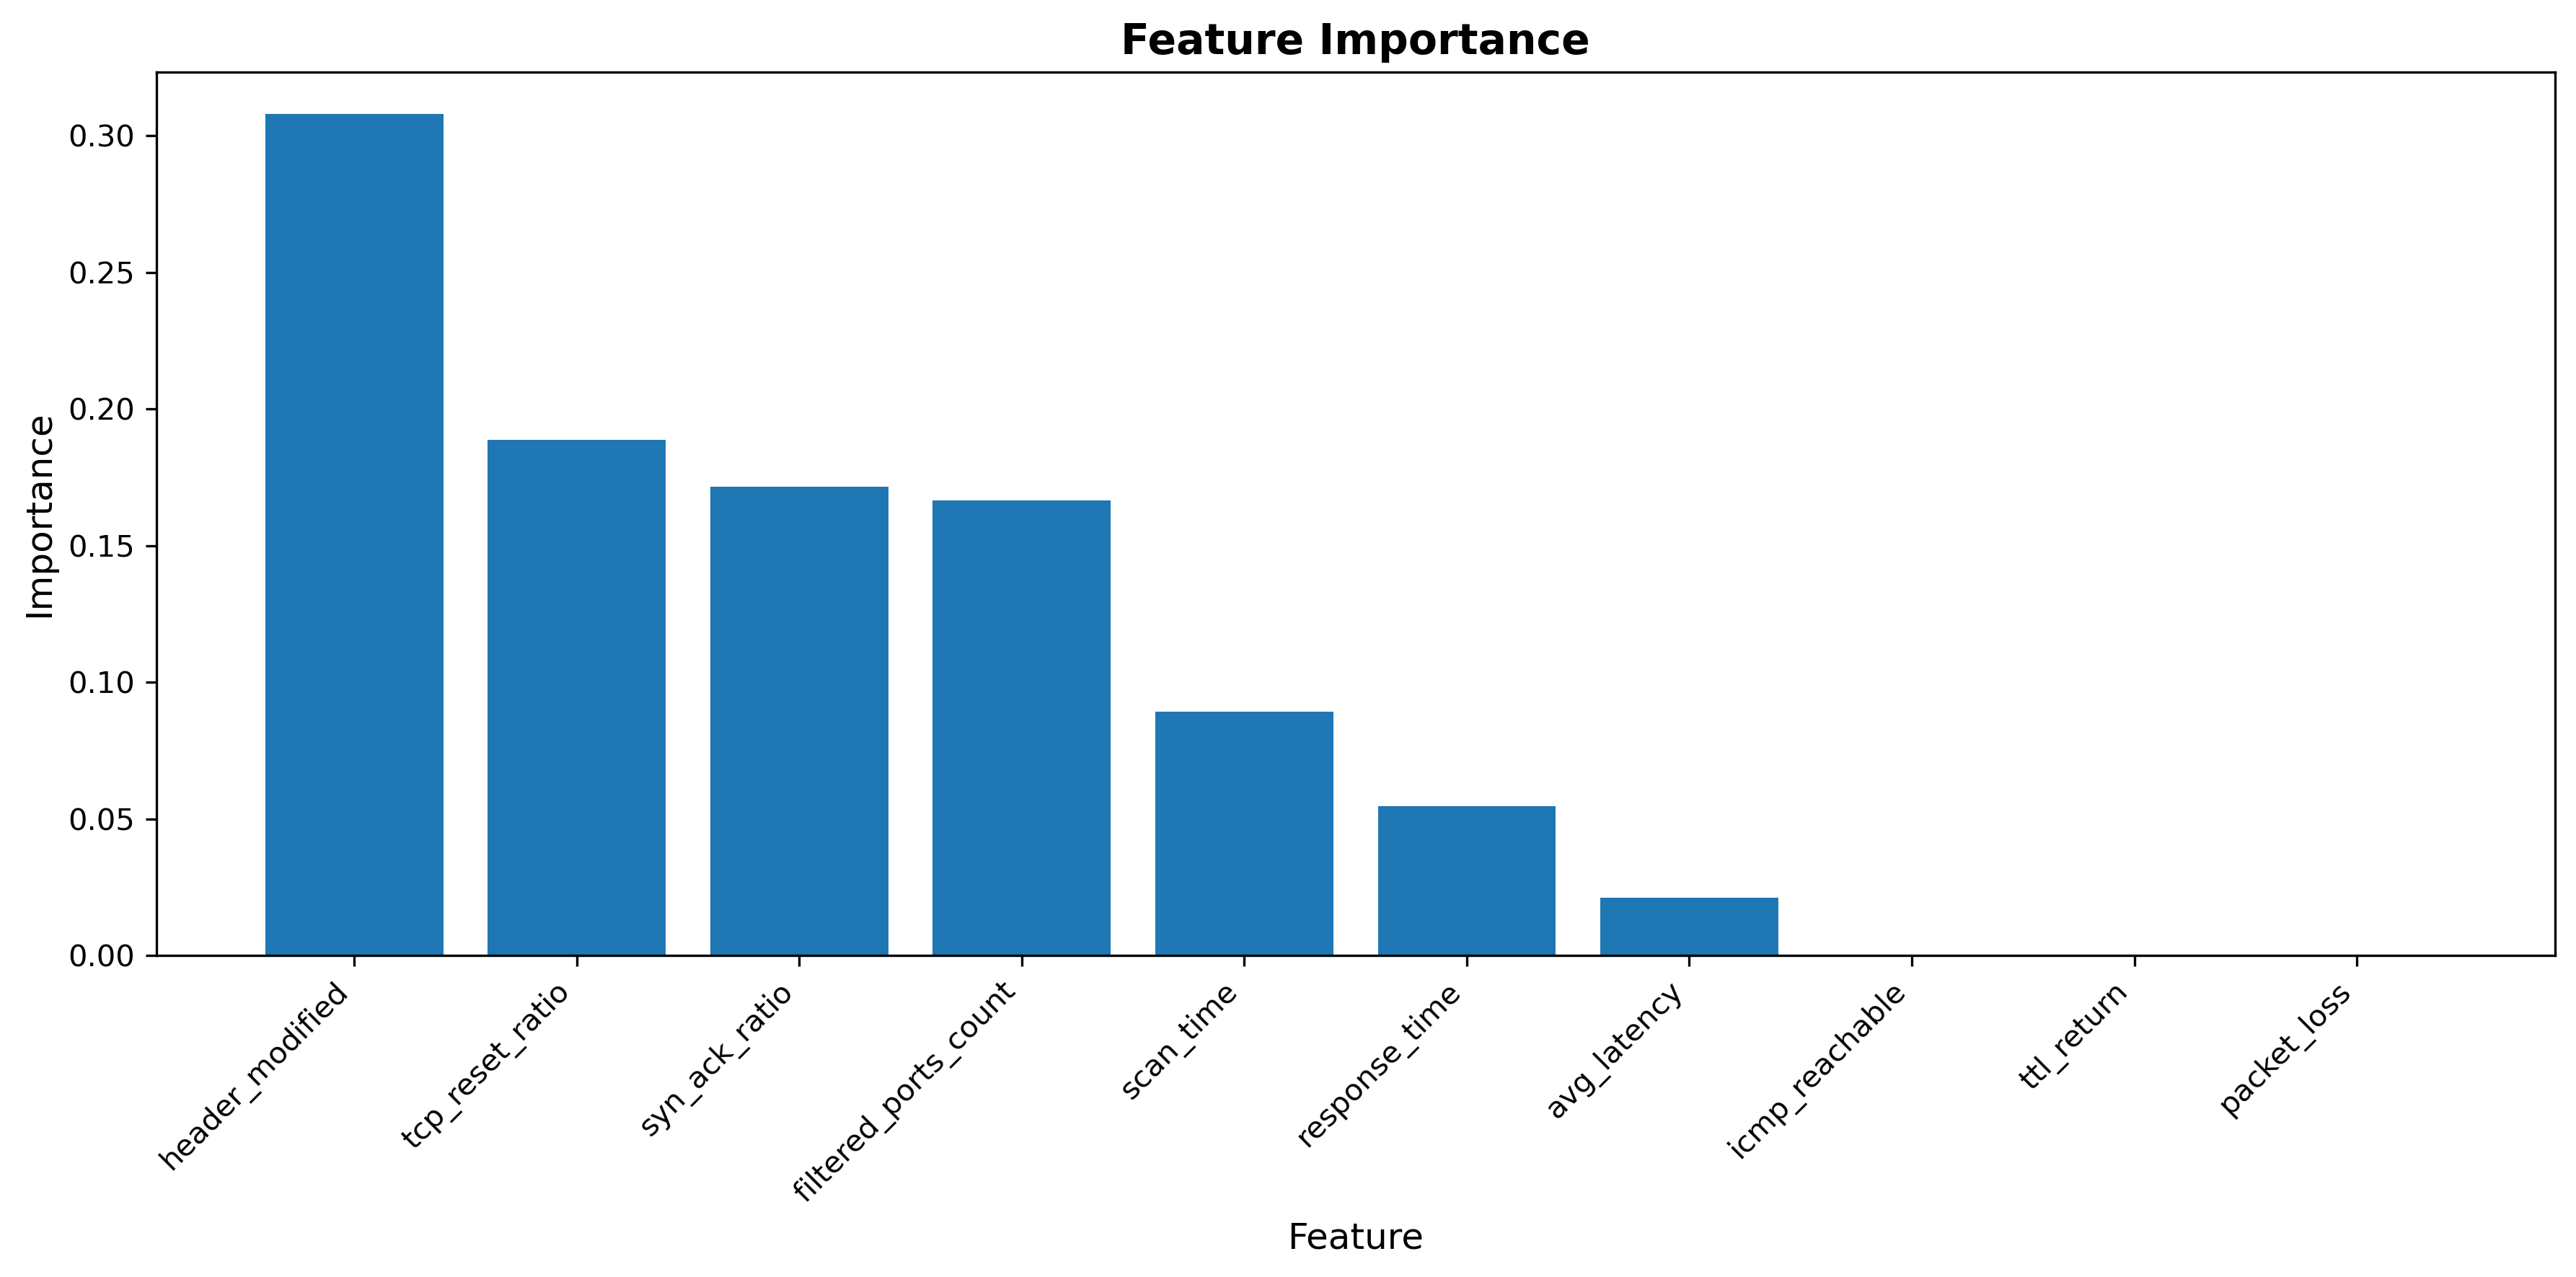 Feature Importance
Importance
0.30
0.25
0.20
0.15
0.10
0.05
0.00
header_modified
tcp_reset_ratio
syn_ack_ratio
filtered_ports_count
scan_time
response_time
avg_latency
icmp_reachable
ttl_return
packet_loss
Feature